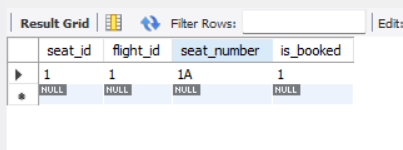 Result Grid Filter Rows: Edit:
seat_id flight_id seat_number is_booked
1 1 1A 1
NULL NULL NULL NULL